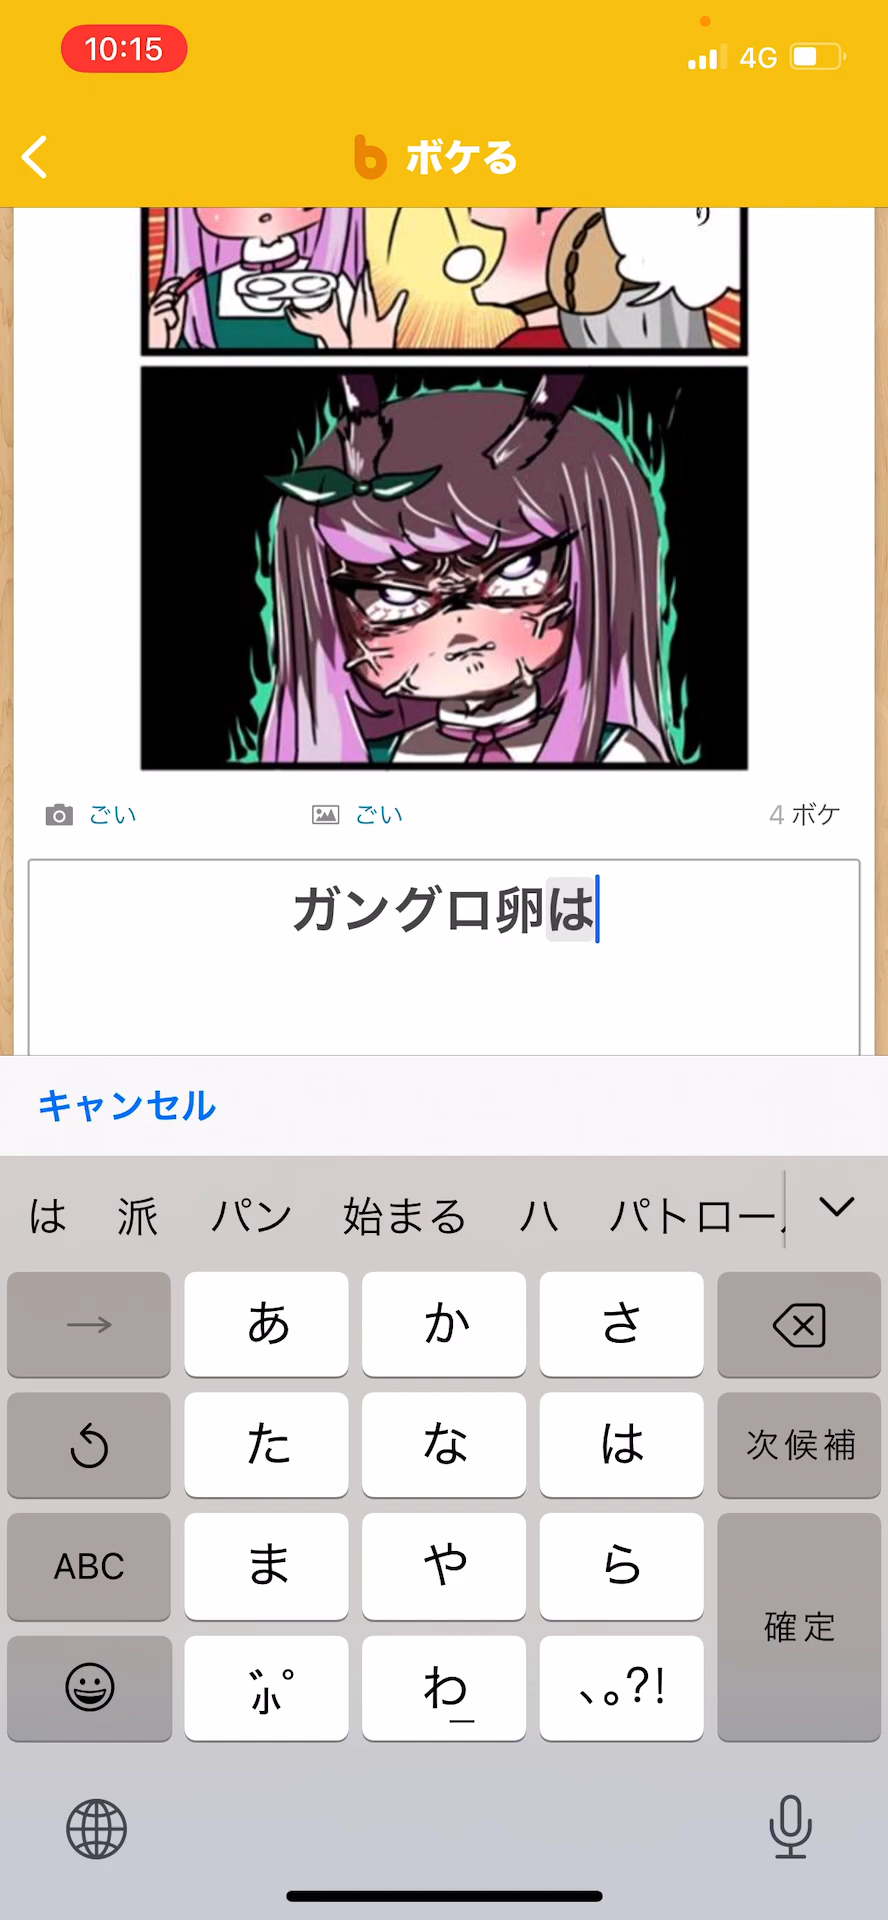 10:15
4G
b ボケる
り
ごい
ごい
4 ボケ
ガングロ卵は
キャンセル
は 派 パン 始まる ハ パトロー
→ あ か さ
た な は 次候補
ABC ま や ら
確定
゛゜小 わ_ 、。?!